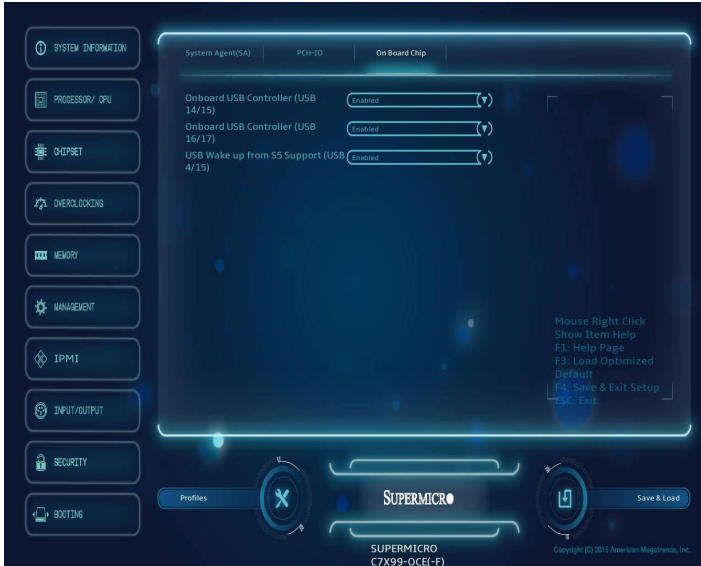 SYSTEM INFORMATION
PROCESSOR/ CPU
CHIPSET
OVERCLOCKING
MEMORY
MANAGEMENT
IPMI
INPUT/OUTPUT
SECURITY
BOOTING
System Agent(SA)
PCH-IO
On Board Chip
Onboard USB Controller (USB
14/15)
Enabled
Onboard USB Controller (USB
16/17)
Enabled
USB Wake up from S5 Support (USB
4/15)
Enabled
Mouse Right Click
Show Item Help
F1: Help Page
F3: Load Optimized
Default
F4: Save & Exit Setup
ESC: Exit
Profiles
SUPERMICRO
Save & Load
SUPERMICRO
C7X99-OCE(-F)
Copyright (C) 2015 American Megatrends, Inc.